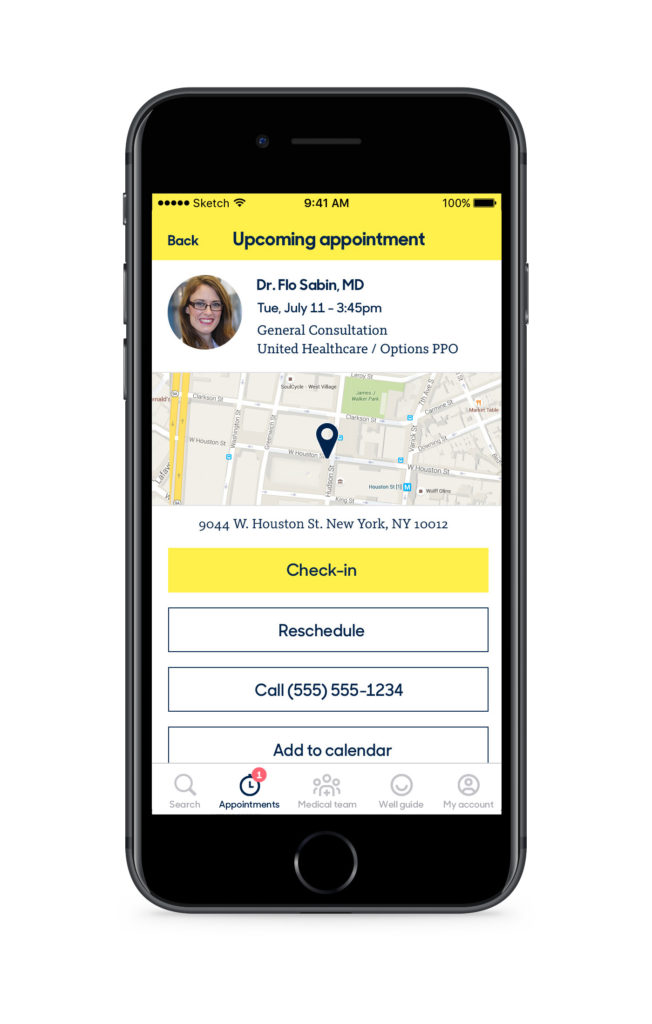 Sketch 9:41 AM 100%
Back Upcoming appointment
Dr. Flo Sabin, MD
Tue, July 11 - 3:45pm
General Consultation
United Healthcare / Options PPO
Leroy St
SoulCycle - West Village
James J
Walker Park
7th Ave S
onald's
Clarkson St
Clarkson St
Carmine St
Market Table
Washington St
Greenwich St
Varick St
Downing St
W Houston St
W Houston St
W Houston St
Hudson St
Houston St [1] M
Lafay
King St
9044 W. Houston St. New York, NY 10012
Check-in
Reschedule
Call (555) 555-1234
Add to calendar
1
Search Appointments Medical team Well guide My account